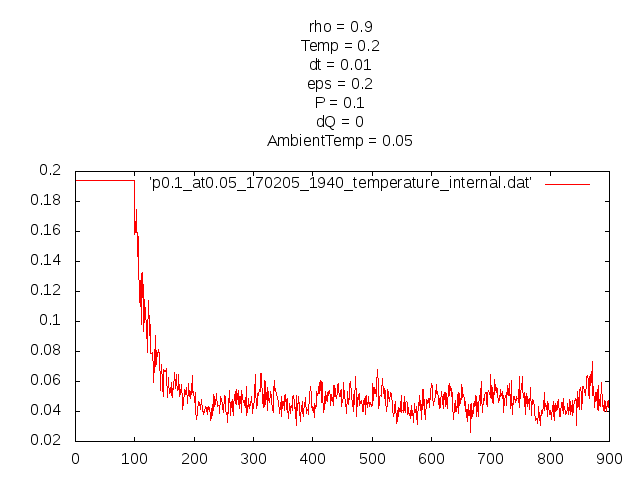 rho = 0.9
Temp = 0.2
dt = 0.01
eps = 0.2
P = 0.1
dQ = 0
AmbientTemp = 0.05
'p0.1_at0.05_170205_1940_temperature_internal.dat'
0.2
0.18
0.16
0.14
0.12
0.1
0.08
0.06
0.04
0.02
0 100 200 300 400 500 600 700 800 900